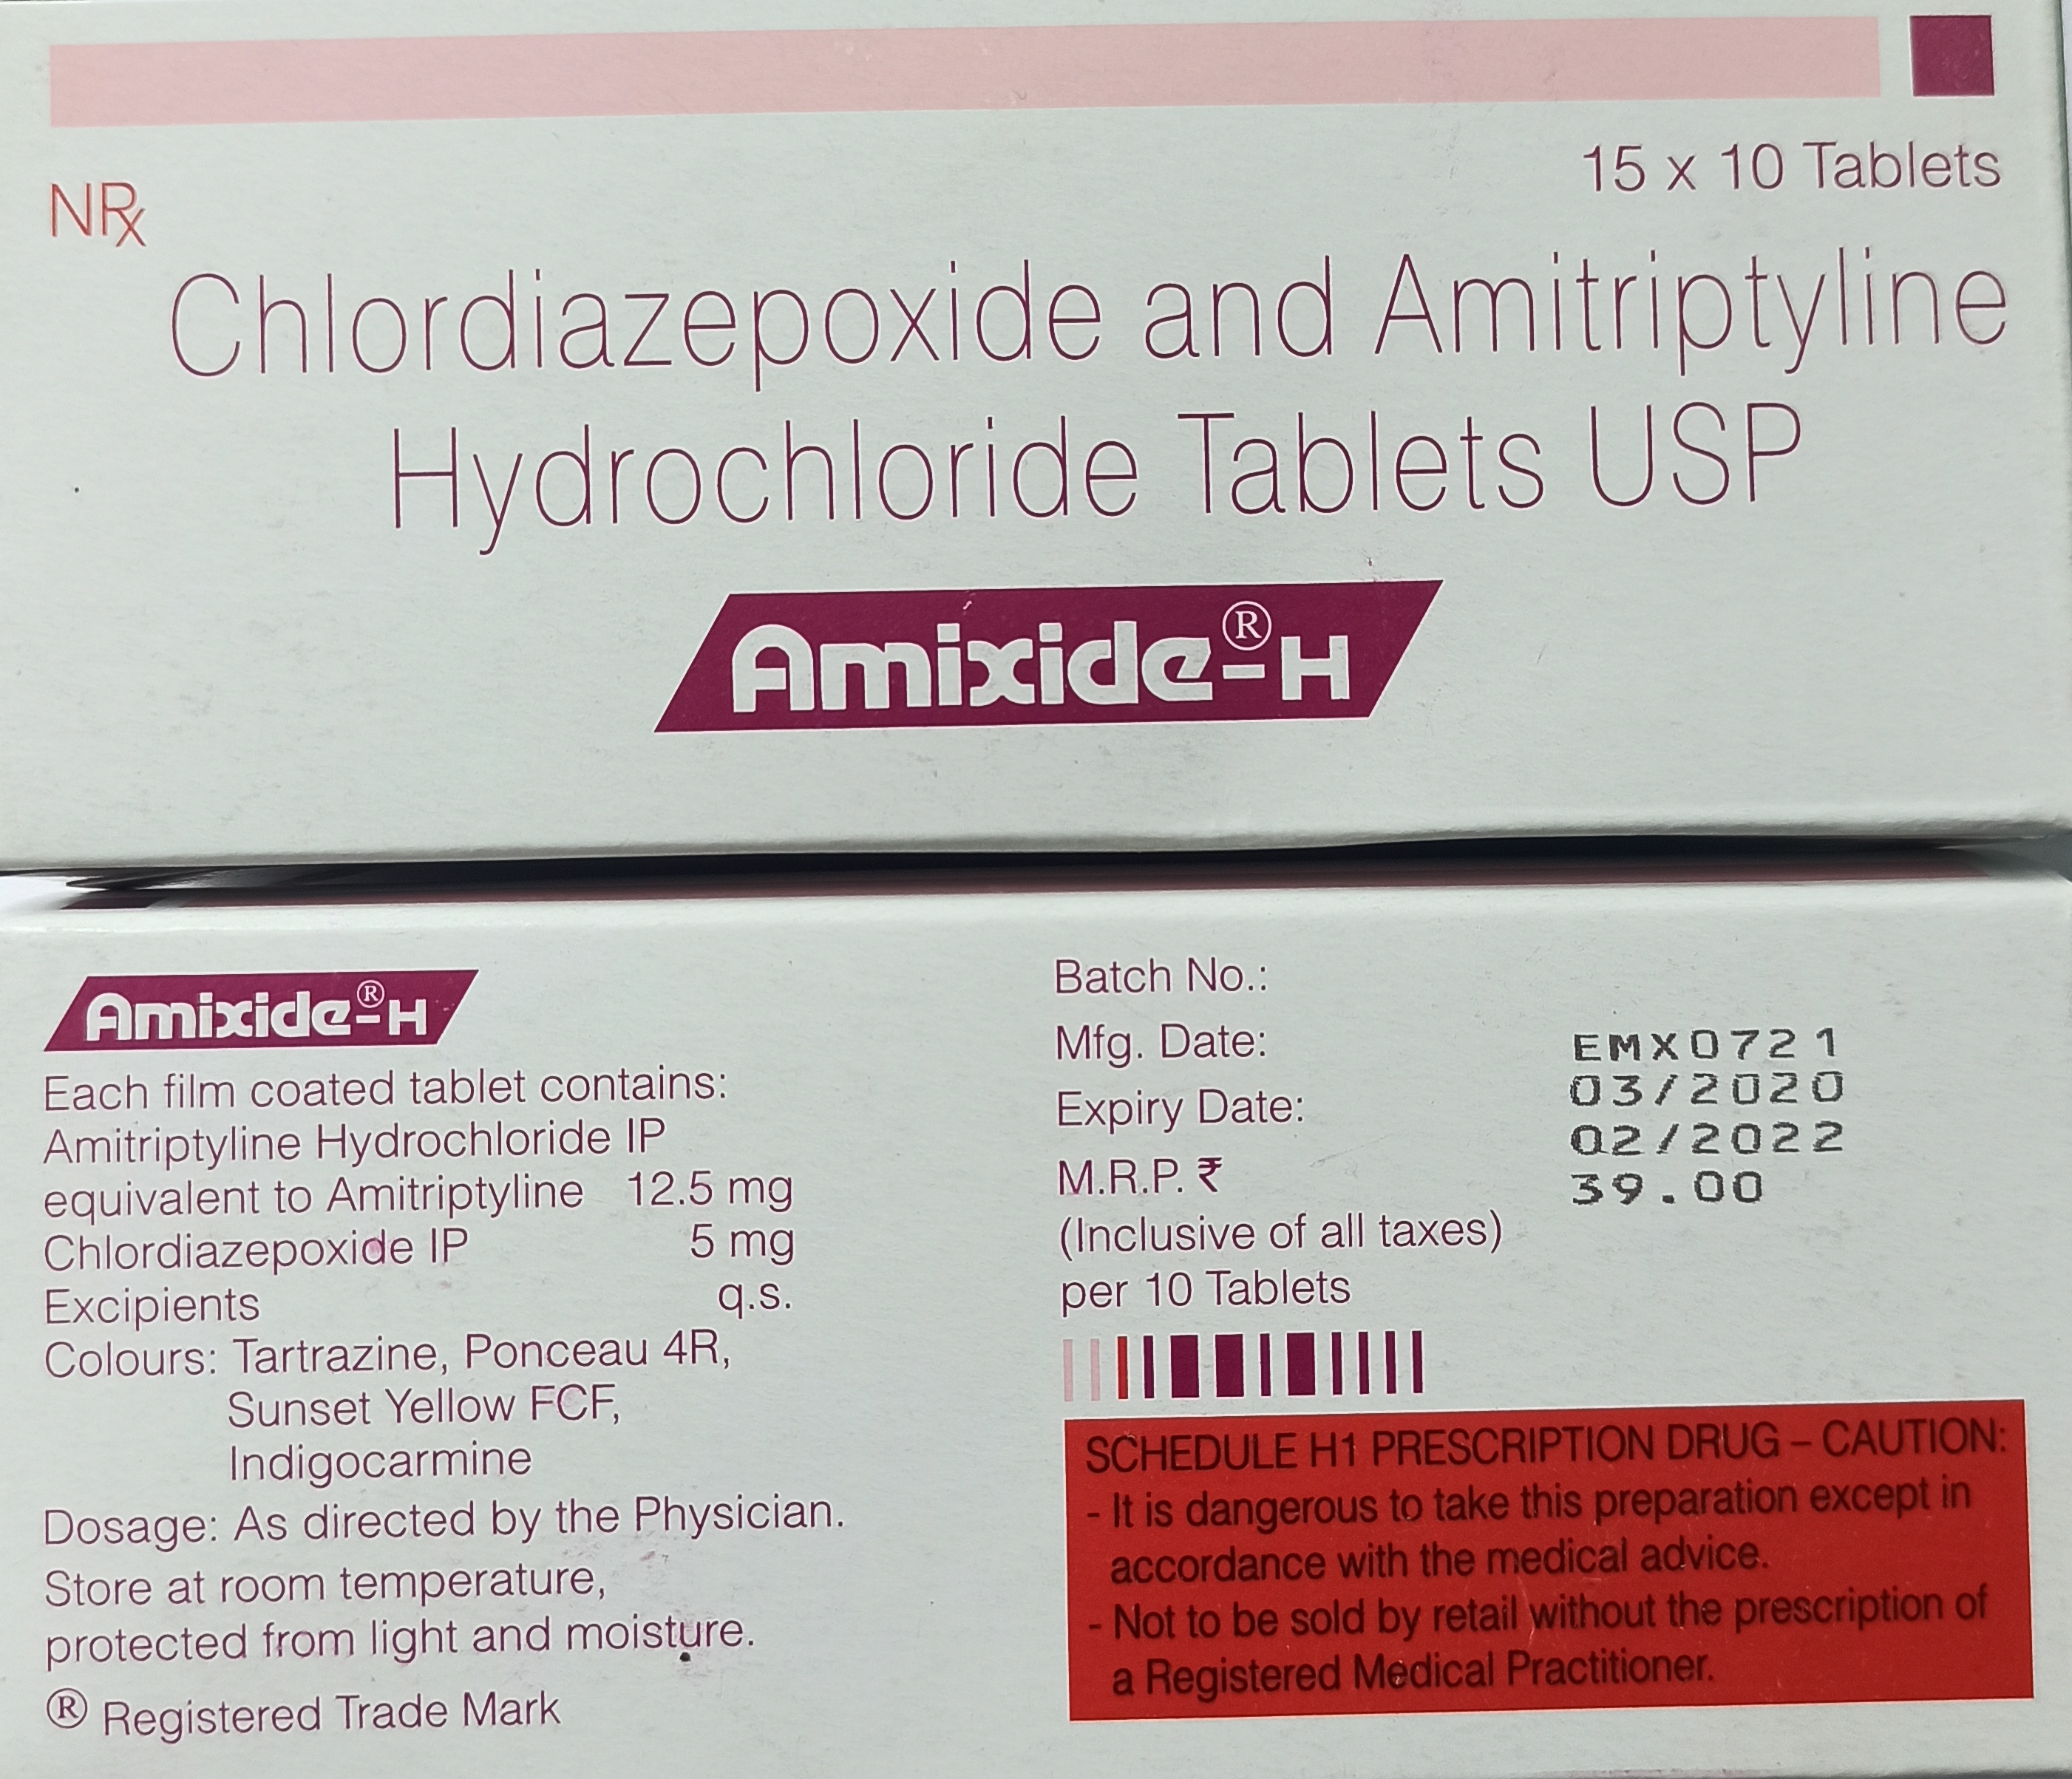 15 x 10 Tablets
NRx
Chlordiazepoxide and Amitriptyline
Hydrochloride Tablets USP
Amixide®-H
Amixide®-H
Each film coated tablet contains:
Amitriptyline Hydrochloride IP
equivalent to Amitriptyline 12.5 mg
Chlordiazepoxide IP 5 mg
Excipients q.s.
Colours: Tartrazine, Ponceau 4R,
Sunset Yellow FCF,
Indigocarmine
Dosage: As directed by the Physician.
Store at room temperature,
protected from light and moisture.
® Registered Trade Mark
Batch No.:
Mfg. Date:
Expiry Date:
M.R.P. ₹
(Inclusive of all taxes)
per 10 Tablets
EMX0721
03/2020
02/2022
39.00
SCHEDULE H1 PRESCRIPTION DRUG – CAUTION:
- It is dangerous to take this preparation except in
accordance with the medical advice.
- Not to be sold by retail without the prescription of
a Registered Medical Practitioner.